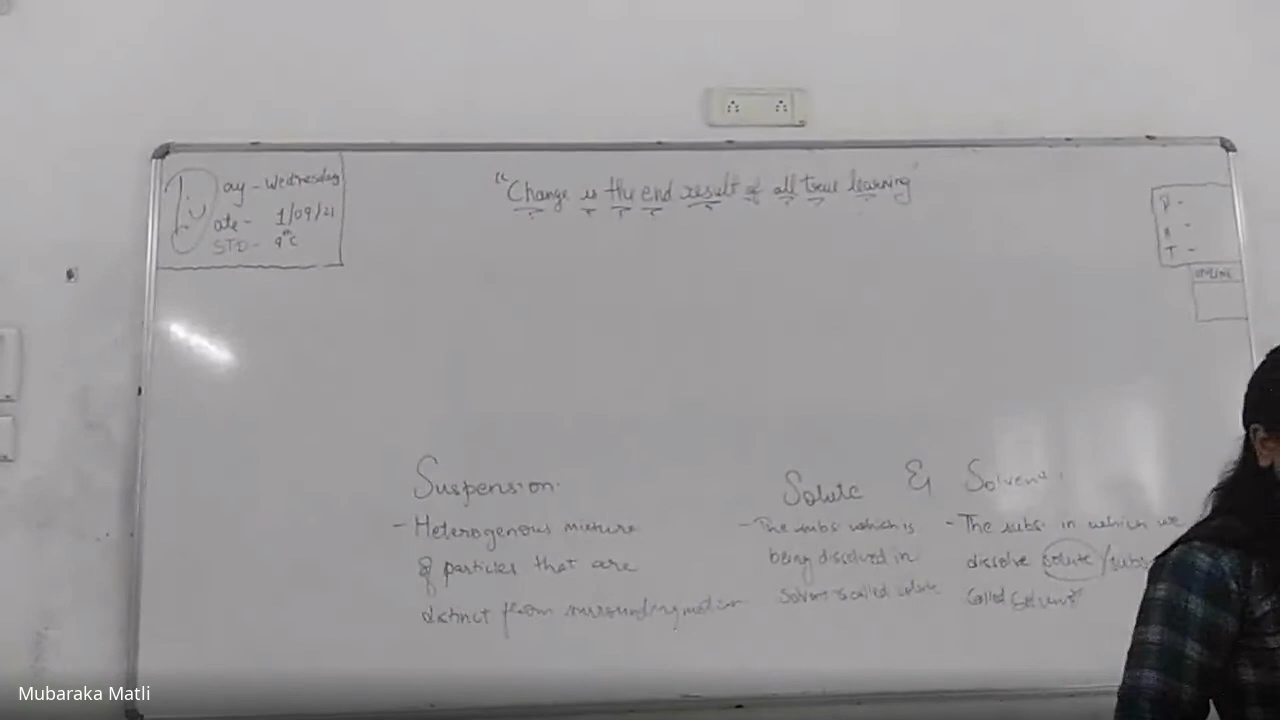 Day - Wednesday
Date - 1/09/21
STD - 9th C
"Change is the end result of all true learning"
P -
A -
T -
OFFLINE
Suspension.
- Heterogenous mixture
of particles that are
distinct from surrounding
Solute & Solvent.
- The subs which is
being dissolved in
Solvent is called solute
- The subs. in which we
dissolve solute/subs
Called Solvent
Mubaraka Matli